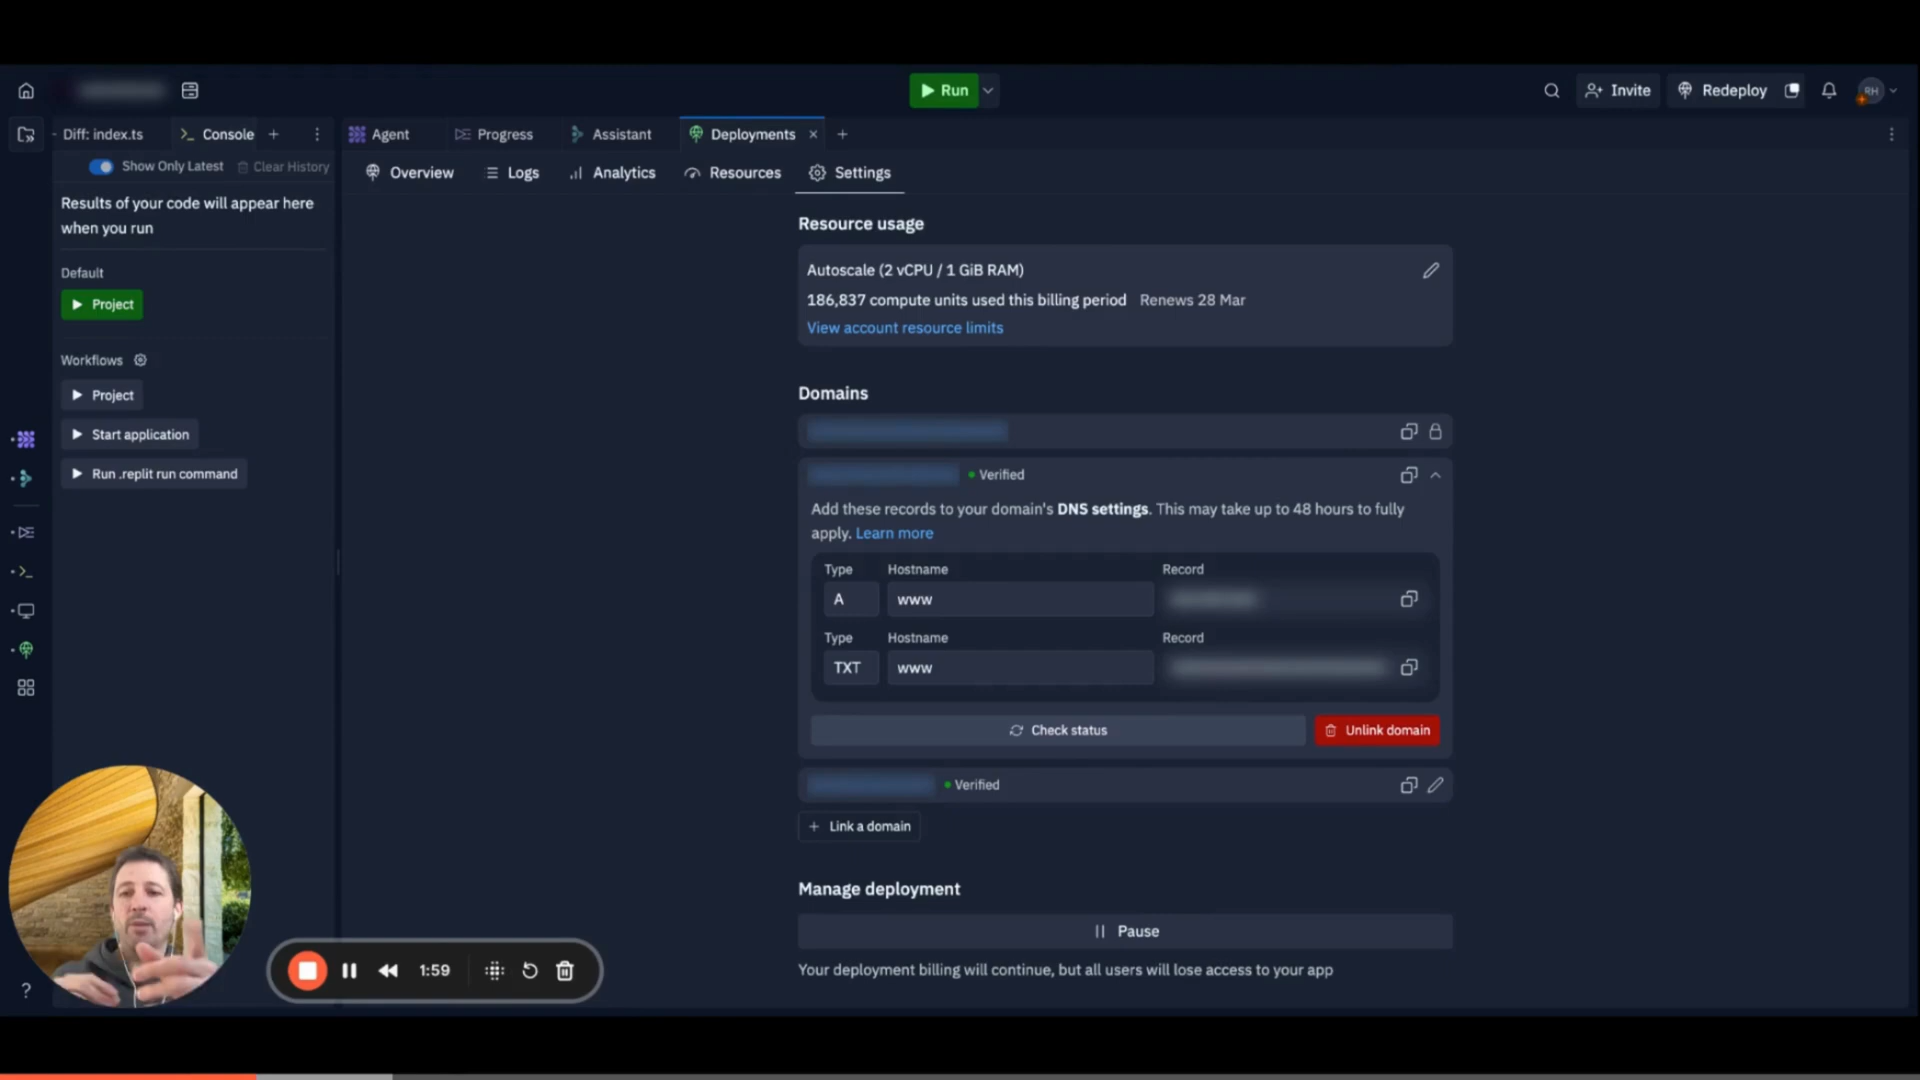 Run
Invite
Redeploy
RH
Diff: index.ts
Console
Agent
Progress
Assistant
Deployments
Show Only Latest
Clear History
Overview
Logs
Analytics
Resources
Settings
Results of your code will appear here
when you run
Default
Project
Workflows
Project
Start application
Run .replit run command
Resource usage
Autoscale (2 vCPU / 1 GiB RAM)
186,837 compute units used this billing period Renews 28 Mar
View account resource limits
Domains
Verified
Add these records to your domain's DNS settings. This may take up to 48 hours to fully
apply. Learn more
Type Hostname Record
A www
Type Hostname Record
TXT www
Check status
Unlink domain
Verified
+ Link a domain
Manage deployment
Pause
Your deployment billing will continue, but all users will lose access to your app
1:59
?